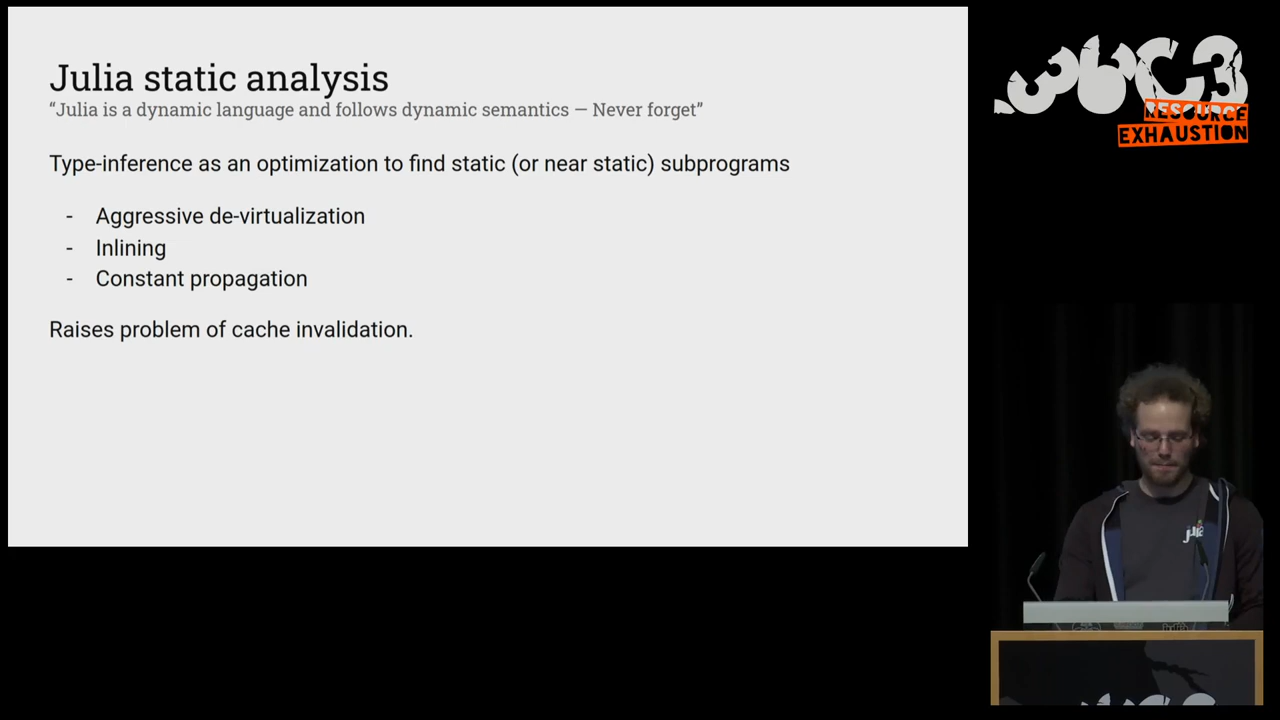 Julia static analysis
“Julia is a dynamic language and follows dynamic semantics — Never forget”
Type-inference as an optimization to find static (or near static) subprograms
- Aggressive de-virtualization
- Inlining
- Constant propagation
Raises problem of cache invalidation.
36C3
RESOURCE
EXHAUSTION
julia